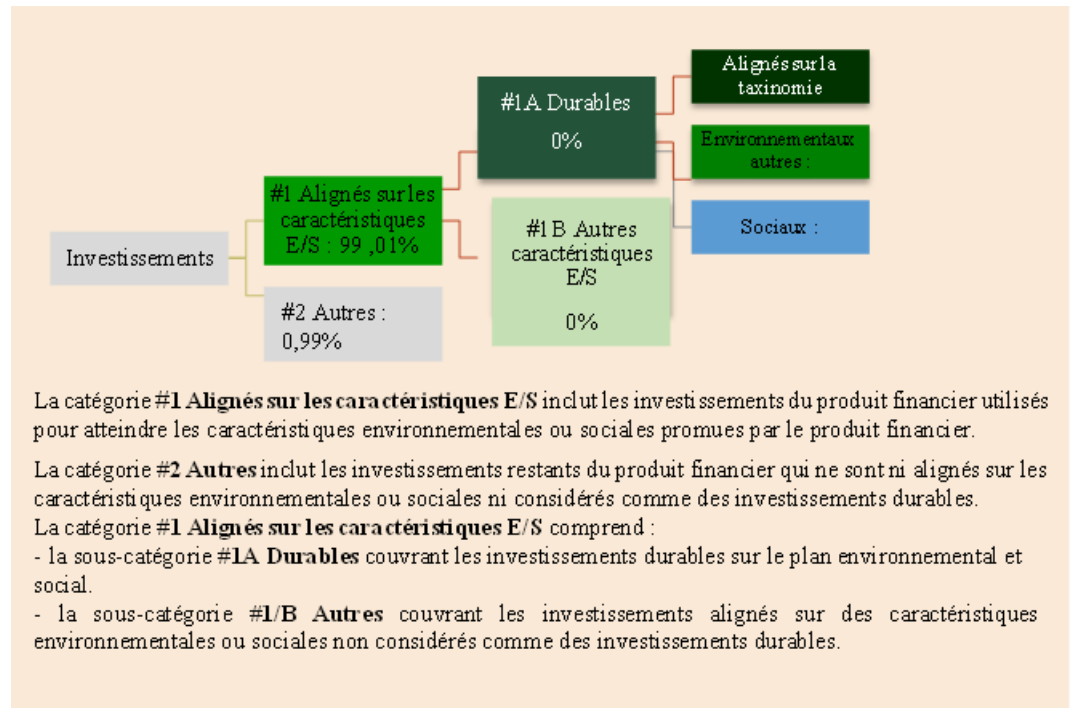 Investissements
#1 Alignés sur les
caractéristiques
E/S : 99 ,01%
#2 Autres :
0,99%
#1A Durables
0%
#1B Autres
caractéristiques
E/S
0%
Alignés sur la
taxinomie
Environnementaux
autres :
Sociaux :
La catégorie #1 Alignés sur les caractéristiques E/S inclut les investissements du produit financier utilisés
pour atteindre les caractéristiques environnementales ou sociales promues par le produit financier.
La catégorie #2 Autres inclut les investissements restants du produit financier qui ne sont ni alignés sur les
caractéristiques environnementales ou sociales ni considérés comme des investissements durables.
La catégorie #1 Alignés sur les caractéristiques E/S comprend :
- la sous-catégorie #1A Durables couvrant les investissements durables sur le plan environnemental et
social.
- la sous-catégorie #1/B Autres couvrant les investissements alignés sur des caractéristiques
environnementales ou sociales non considérés comme des investissements durables.